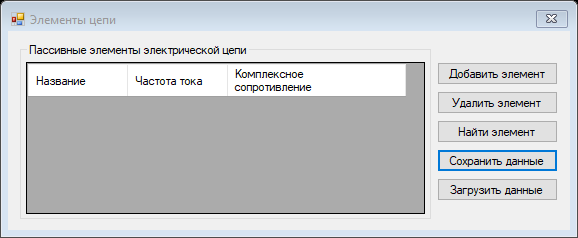 Элементы цепи
Пассивные элементы электрической цепи
Название
Частота тока
Комплексное
сопротивление
Добавить элемент
Удалить элемент
Найти элемент
Сохранить данные
Загрузить данные